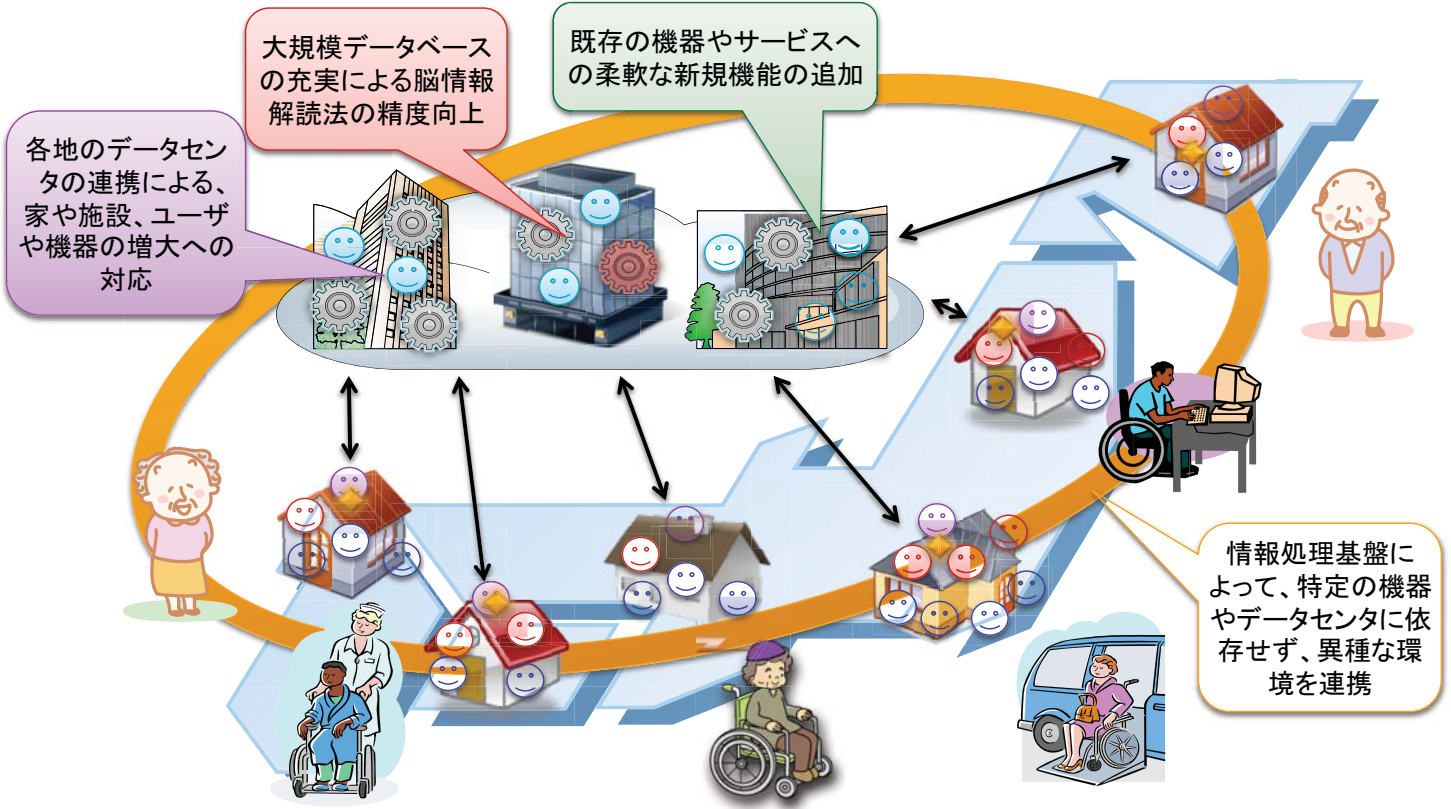 大規模データベース
の充実による脳情報
解読法の精度向上
既存の機器やサービスへ
の柔軟な新規機能の追加
各地のデータセン
タの連携による、
家や施設、ユーザ
や機器の増大への
対応
情報処理基盤に
よって、特定の機器
やデータセンタに依
存せず、異種な環
境を連携